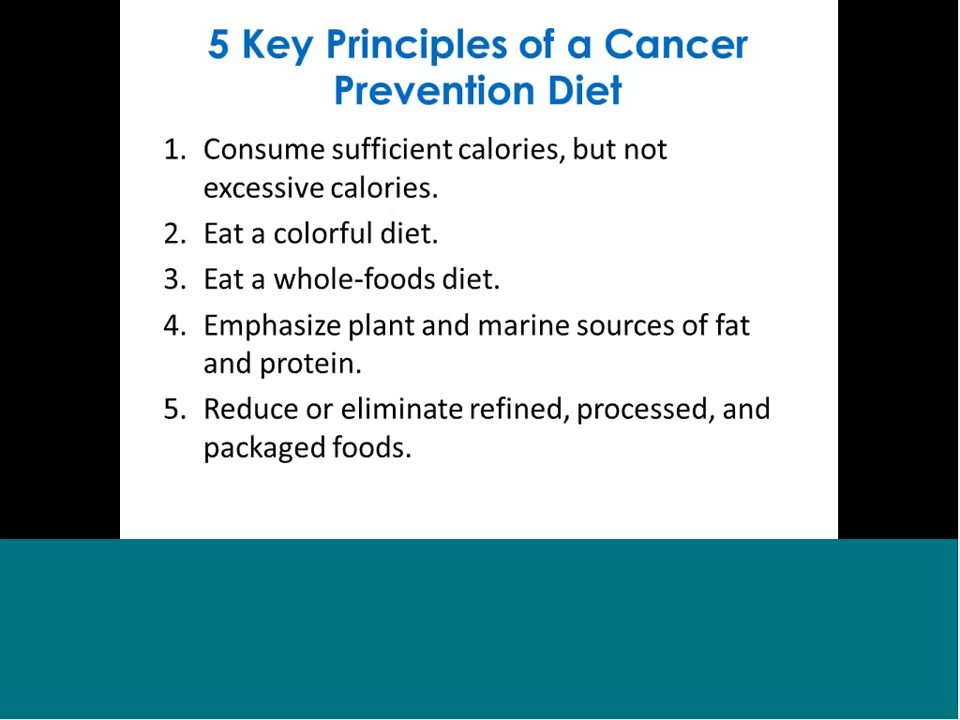 5 Key Principles of a Cancer
Prevention Diet
1. Consume sufficient calories, but not
excessive calories.
2. Eat a colorful diet.
3. Eat a whole-foods diet.
4. Emphasize plant and marine sources of fat
and protein.
5. Reduce or eliminate refined, processed, and
packaged foods.